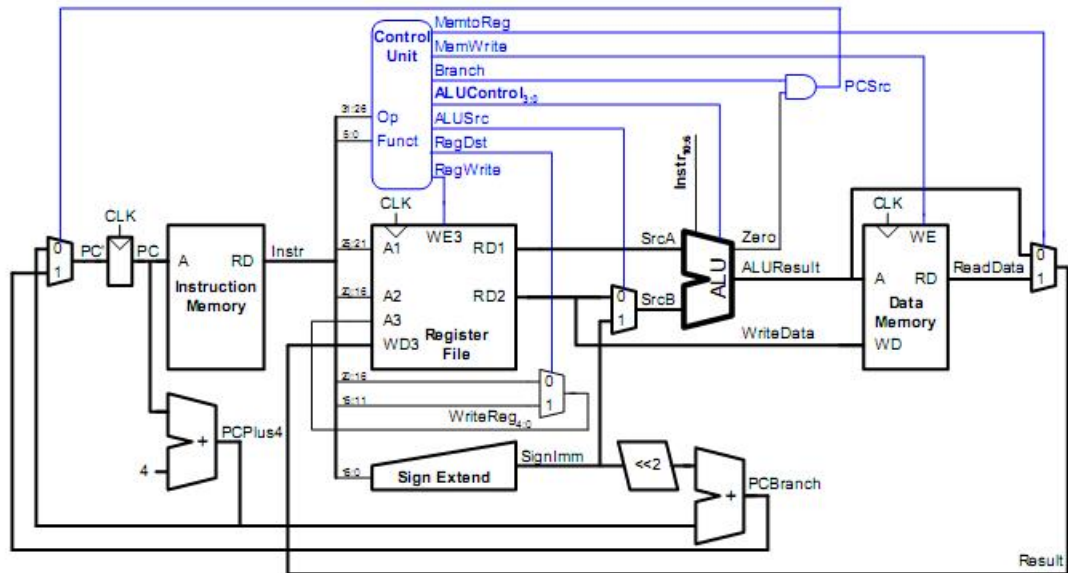 MemtoReg
Control
Unit
MemWrite
Branch
PCSrc
ALUControl3:0
31:26
Op
ALUSrc
5:0
Funct
RegDst
RegWrite
Instr10:6
CLK
CLK
CLK
0
1
PC'
PC
A
RD
Instruction
Memory
Instr
25:21
A1
WE3
RD1
SrcA
ALU
Zero
ALUResult
WE
A
RD
ReadData
0
1
20:16
A2
RD2
0
1
SrcB
Data
Memory
A3
WD3
Register
File
WriteData
WD
20:16
0
15:11
1
WriteReg4:0
PCPlus4
+
4
15:0
Sign Extend
SignImm
<<2
+
PCBranch
Result